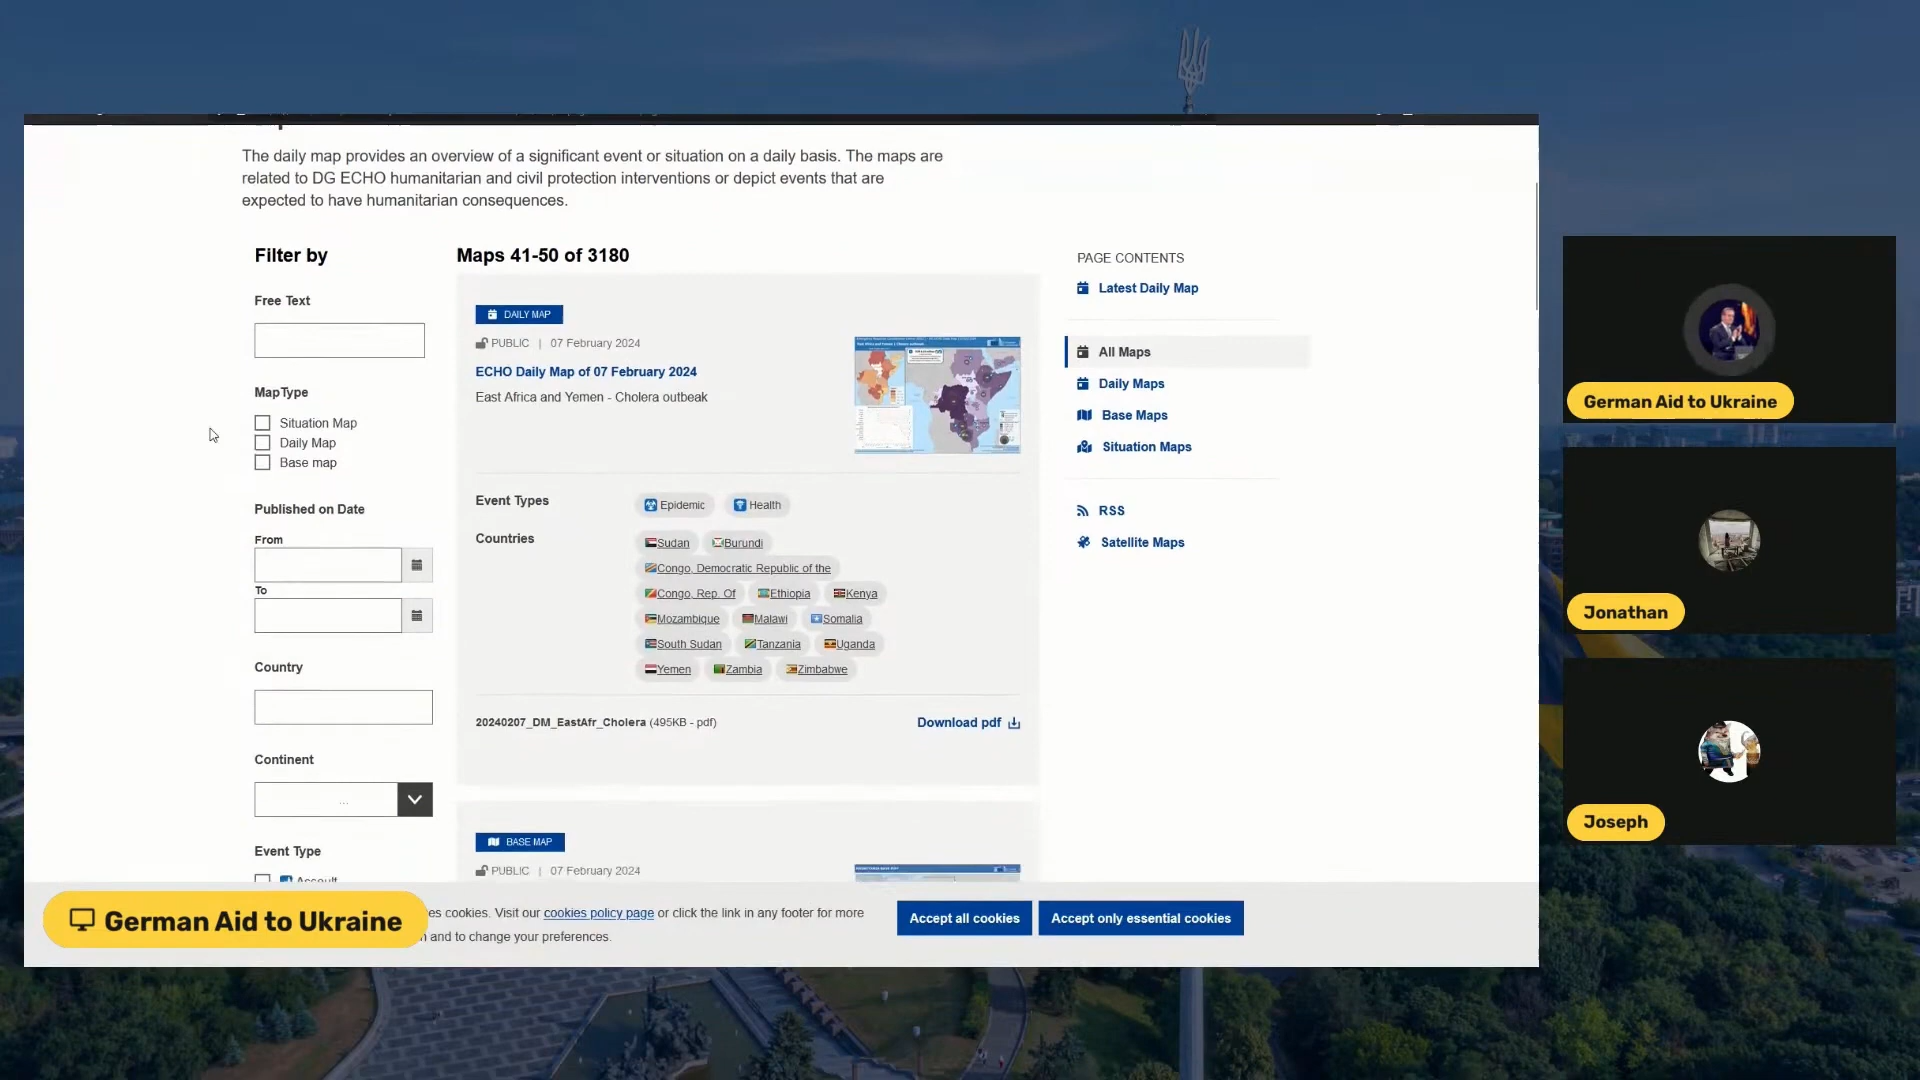 The daily map provides an overview of a significant event or situation on a daily basis. The maps are
related to DG ECHO humanitarian and civil protection interventions or depict events that are
expected to have humanitarian consequences.
Filter by
Free Text
MapType
Situation Map
Daily Map
Base map
Published on Date
From
To
Country
Continent
...
Event Type
Assault
Maps 41-50 of 3180
DAILY MAP
PUBLIC | 07 February 2024
ECHO Daily Map of 07 February 2024
East Africa and Yemen - Cholera outbeak
Event Types
Epidemic
Health
Countries
Sudan
Burundi
Congo, Democratic Republic of the
Congo, Rep. Of
Ethiopia
Kenya
Mozambique
Malawi
Somalia
South Sudan
Tanzania
Uganda
Yemen
Zambia
Zimbabwe
20240207_DM_EastAfr_Cholera (495KB - pdf)
Download pdf
BASE MAP
PUBLIC | 07 February 2024
PAGE CONTENTS
Latest Daily Map
All Maps
Daily Maps
Base Maps
Situation Maps
RSS
Satellite Maps
es cookies. Visit our cookies policy page or click the link in any footer for more
and to change your preferences.
Accept all cookies
Accept only essential cookies
German Aid to Ukraine
German Aid to Ukraine
Jonathan
Joseph